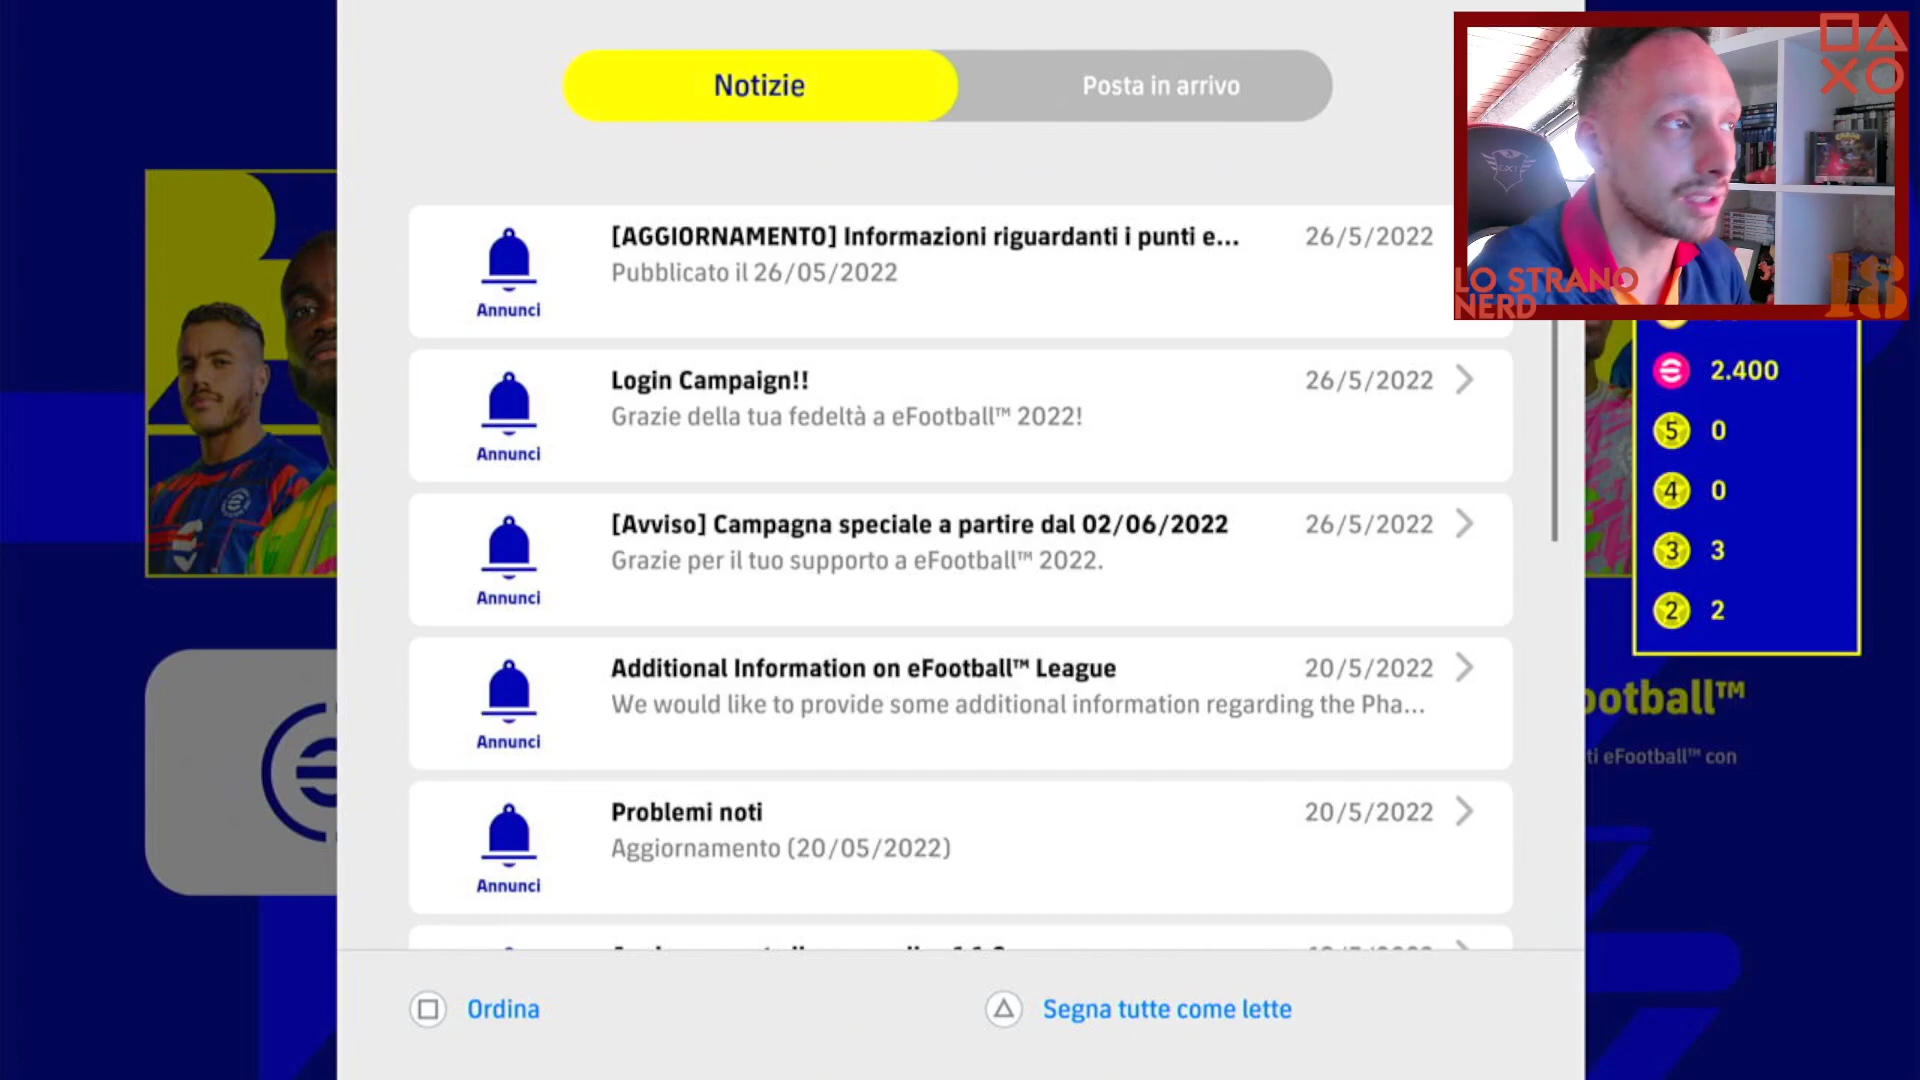 Notizie
Posta in arrivo
[AGGIORNAMENTO] Informazioni riguardanti i punti e...
26/5/2022
Pubblicato il 26/05/2022
Annunci
Login Campaign!!
26/5/2022
Grazie della tua fedeltà a eFootball™ 2022!
Annunci
[Avviso] Campagna speciale a partire dal 02/06/2022
26/5/2022
Grazie per il tuo supporto a eFootball™ 2022.
Annunci
Additional Information on eFootball™ League
20/5/2022
We would like to provide some additional information regarding the Pha...
Annunci
Problemi noti
20/5/2022
Aggiornamento (20/05/2022)
Annunci
Ordina
Segna tutte come lette
LO STRANO
NERD
18
2.400
5 0
4 0
3 3
2 2
ootball™
ti eFootball™ con